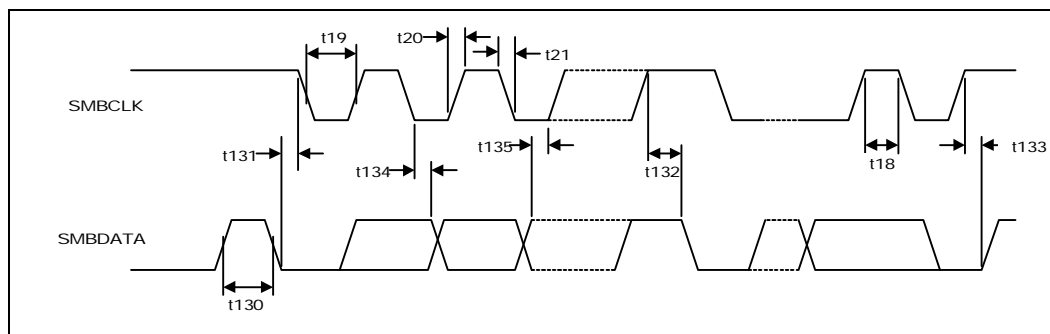 t19
t20
t21
SMBCLK
t131
t134
t135
t132
t18
t133
SMBDATA
t130